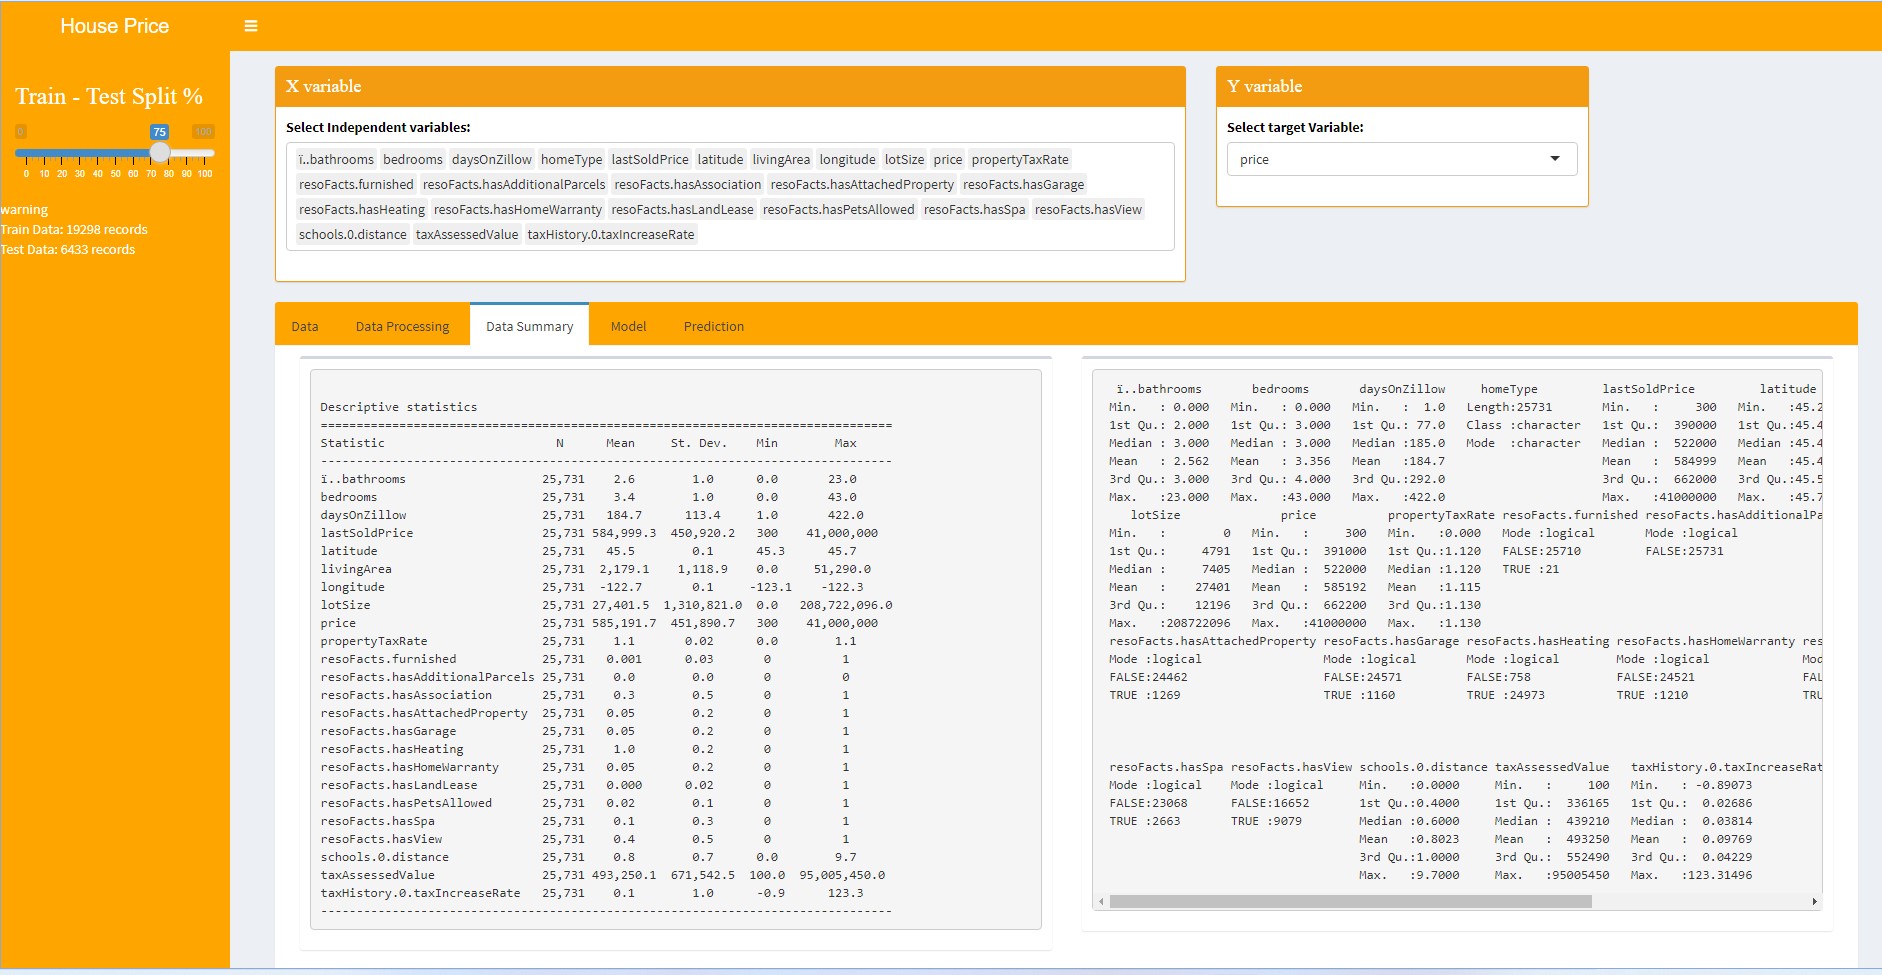 House Price
Train - Test Split %
0 75 100
0 10 20 30 40 50 60 70 80 90 100
warning
Train Data: 19298 records
Test Data: 6433 records
X variable
Select Independent variables:
ï..bathrooms bedrooms daysOnZillow homeType lastSoldPrice latitude livingArea longitude lotSize price propertyTaxRate
resoFacts.furnished resoFacts.hasAdditionalParcels resoFacts.hasAssociation resoFacts.hasAttachedProperty resoFacts.hasGarage
resoFacts.hasHeating resoFacts.hasHomeWarranty resoFacts.hasLandLease resoFacts.hasPetsAllowed resoFacts.hasSpa resoFacts.hasView
schools.0.distance taxAssessedValue taxHistory.0.taxIncreaseRate
Y variable
Select target Variable:
price
Data Data Processing Data Summary Model Prediction
Descriptive statistics
================================================================================
Statistic N Mean St. Dev. Min Max
--------------------------------------------------------------------------------
ï..bathrooms 25,731 2.6 1.0 0.0 23.0
bedrooms 25,731 3.4 1.0 0.0 43.0
daysOnZillow 25,731 184.7 113.4 1.0 422.0
lastSoldPrice 25,731 584,999.3 450,920.2 300 41,000,000
latitude 25,731 45.5 0.1 45.3 45.7
livingArea 25,731 2,179.1 1,118.9 0.0 51,290.0
longitude 25,731 -122.7 0.1 -123.1 -122.3
lotSize 25,731 27,401.5 1,310,821.0 0.0 208,722,096.0
price 25,731 585,191.7 451,890.7 300 41,000,000
propertyTaxRate 25,731 1.1 0.02 0.0 1.1
resoFacts.furnished 25,731 0.001 0.03 0 1
resoFacts.hasAdditionalParcels 25,731 0.0 0.0 0 0
resoFacts.hasAssociation 25,731 0.3 0.5 0 1
resoFacts.hasAttachedProperty 25,731 0.05 0.2 0 1
resoFacts.hasGarage 25,731 0.05 0.2 0 1
resoFacts.hasHeating 25,731 1.0 0.2 0 1
resoFacts.hasHomeWarranty 25,731 0.05 0.2 0 1
resoFacts.hasLandLease 25,731 0.000 0.02 0 1
resoFacts.hasPetsAllowed 25,731 0.02 0.1 0 1
resoFacts.hasSpa 25,731 0.1 0.3 0 1
resoFacts.hasView 25,731 0.4 0.5 0 1
schools.0.distance 25,731 0.8 0.7 0.0 9.7
taxAssessedValue 25,731 493,250.1 671,542.5 100.0 95,005,450.0
taxHistory.0.taxIncreaseRate 25,731 0.1 1.0 -0.9 123.3
--------------------------------------------------------------------------------
ï..bathrooms bedrooms daysOnZillow homeType lastSoldPrice latitude
Min. : 0.000 Min. : 0.000 Min. : 1.0 Length:25731 Min. : 300 Min. :45.2
1st Qu.: 2.000 1st Qu.: 3.000 1st Qu.: 77.0 Class :character 1st Qu.: 390000 1st Qu.:45.4
Median : 3.000 Median : 3.000 Median :185.0 Mode :character Median : 522000 Median :45.4
Mean : 2.562 Mean : 3.356 Mean :184.7 Mean : 584999 Mean :45.4
3rd Qu.: 3.000 3rd Qu.: 4.000 3rd Qu.:292.0 3rd Qu.: 662000 3rd Qu.:45.5
Max. :23.000 Max. :43.000 Max. :422.0 Max. :41000000 Max. :45.7
lotSize price propertyTaxRate resoFacts.furnished resoFacts.hasAdditionalPa
Min. : 0 Min. : 300 Min. :0.000 Mode :logical Mode :logical
1st Qu.: 4791 1st Qu.: 391000 1st Qu.:1.120 FALSE:25710 FALSE:25731
Median : 7405 Median : 522000 Median :1.120 TRUE :21
Mean : 27401 Mean : 585192 Mean :1.115
3rd Qu.: 12196 3rd Qu.: 662200 3rd Qu.:1.130
Max. :208722096 Max. :41000000 Max. :1.130
resoFacts.hasAttachedProperty resoFacts.hasGarage resoFacts.hasHeating resoFacts.hasHomeWarranty res
Mode :logical Mode :logical Mode :logical Mode :logical Mod
FALSE:24462 FALSE:24571 FALSE:758 FALSE:24521 FAL
TRUE :1269 TRUE :1160 TRUE :24973 TRUE :1210 TRU
resoFacts.hasSpa resoFacts.hasView schools.0.distance taxAssessedValue taxHistory.0.taxIncreaseRat
Mode :logical Mode :logical Min. :0.0000 Min. : 100 Min. : -0.89073
FALSE:23068 FALSE:16652 1st Qu.:0.4000 1st Qu.: 336165 1st Qu.: 0.02686
TRUE :2663 TRUE :9079 Median :0.6000 Median : 439210 Median : 0.03814
Mean :0.8023 Mean : 493250 Mean : 0.09769
3rd Qu.:1.0000 3rd Qu.: 552490 3rd Qu.: 0.04229
Max. :9.7000 Max. :95005450 Max. :123.31496